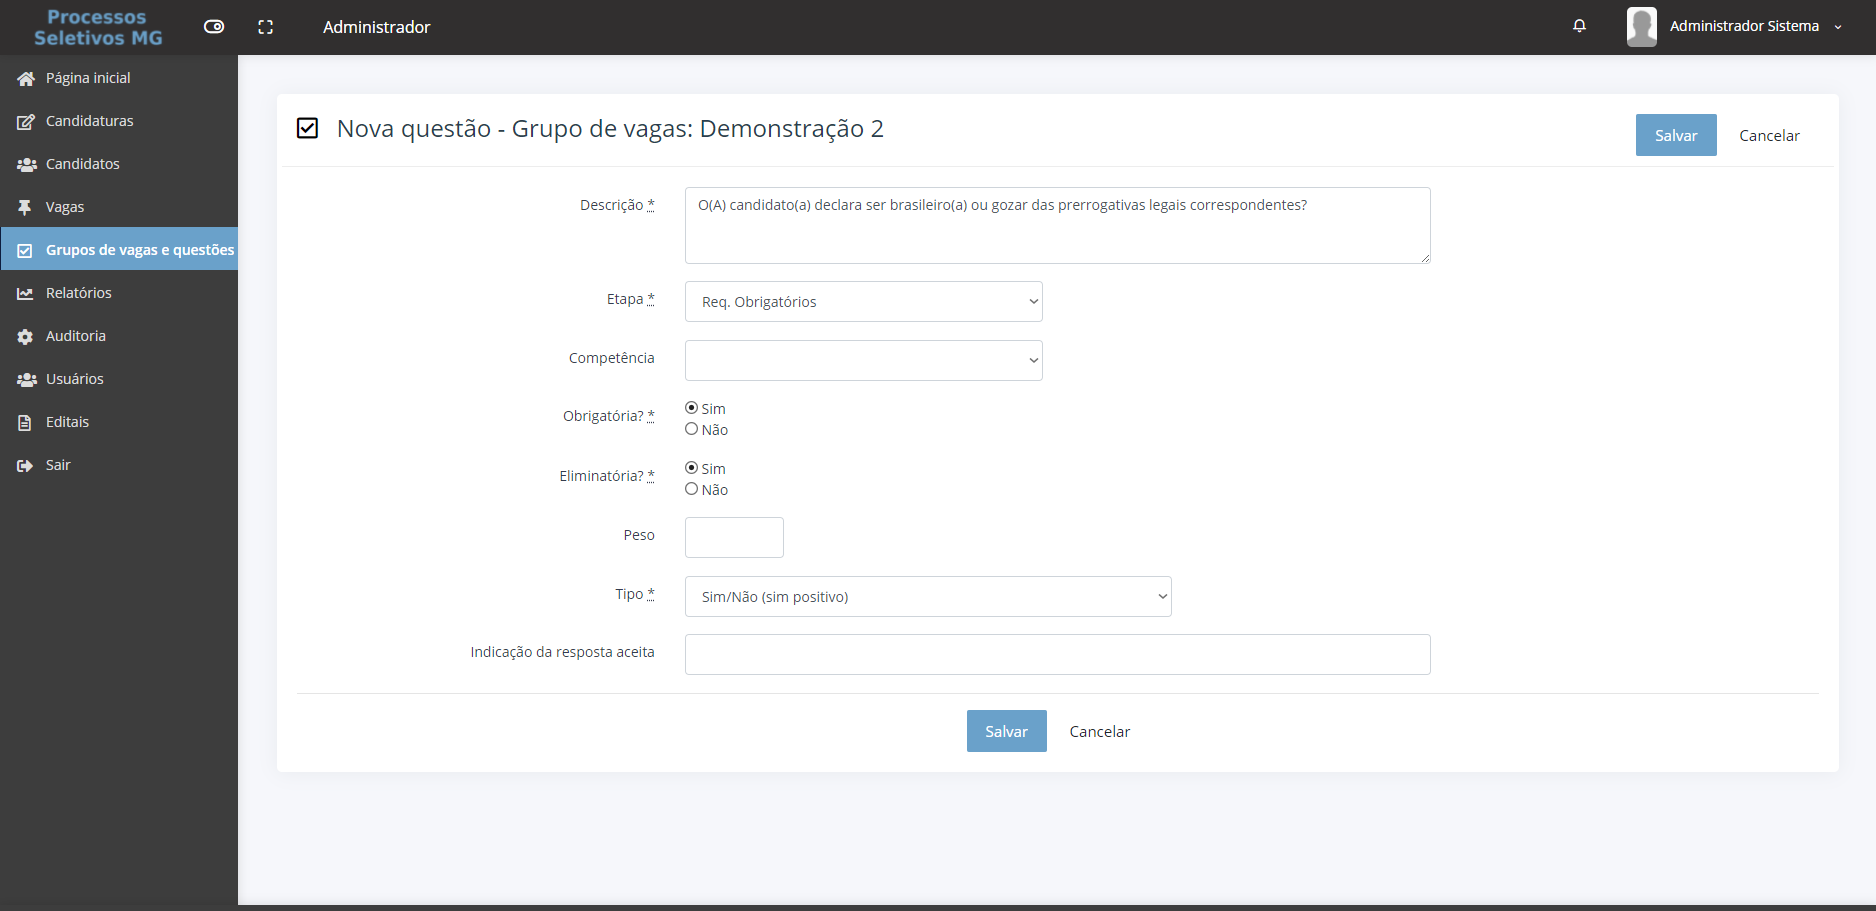 Processos
Seletivos MG
Administrador
Administrador Sistema
Página inicial
Candidaturas
Candidatos
Vagas
Grupos de vagas e questões
Relatórios
Auditoria
Usuários
Editais
Sair
Nova questão - Grupo de vagas: Demonstração 2
Salvar
Cancelar
Descrição *
O(A) candidato(a) declara ser brasileiro(a) ou gozar das prerrogativas legais correspondentes?
Etapa *
Req. Obrigatórios
Competência
Obrigatória? *
Sim
Não
Eliminatória? *
Sim
Não
Peso
Tipo *
Sim/Não (sim positivo)
Indicação da resposta aceita
Salvar
Cancelar